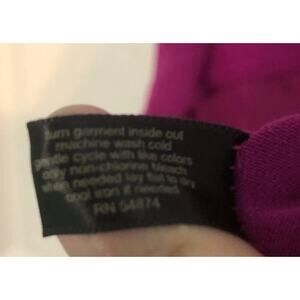 turn garment inside out
machine wash cold
gentle cycle with like colors
only non-chlorine bleach
when needed lay flat to dry
cool iron if needed
RN 54874